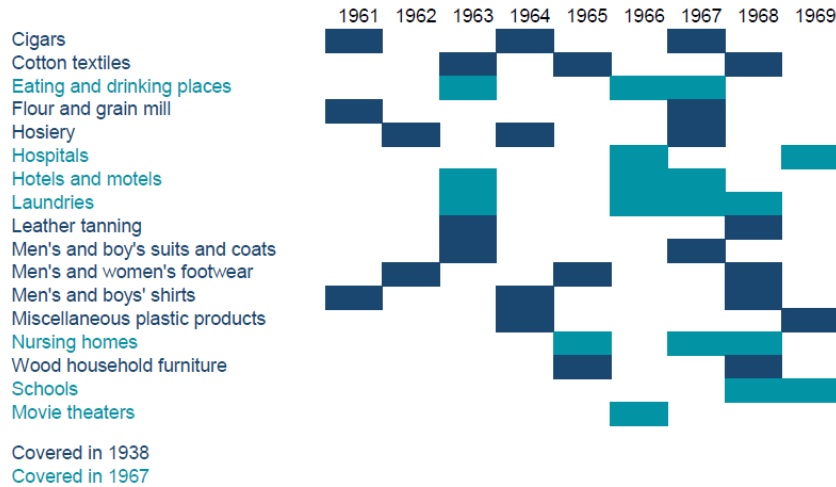 1961 1962 1963 1964 1965 1966 1967 1968 1969
Cigars
Cotton textiles
Eating and drinking places
Flour and grain mill
Hosiery
Hospitals
Hotels and motels
Laundries
Leather tanning
Men's and boy's suits and coats
Men's and women's footwear
Men's and boys' shirts
Miscellaneous plastic products
Nursing homes
Wood household furniture
Schools
Movie theaters
Covered in 1938
Covered in 1967